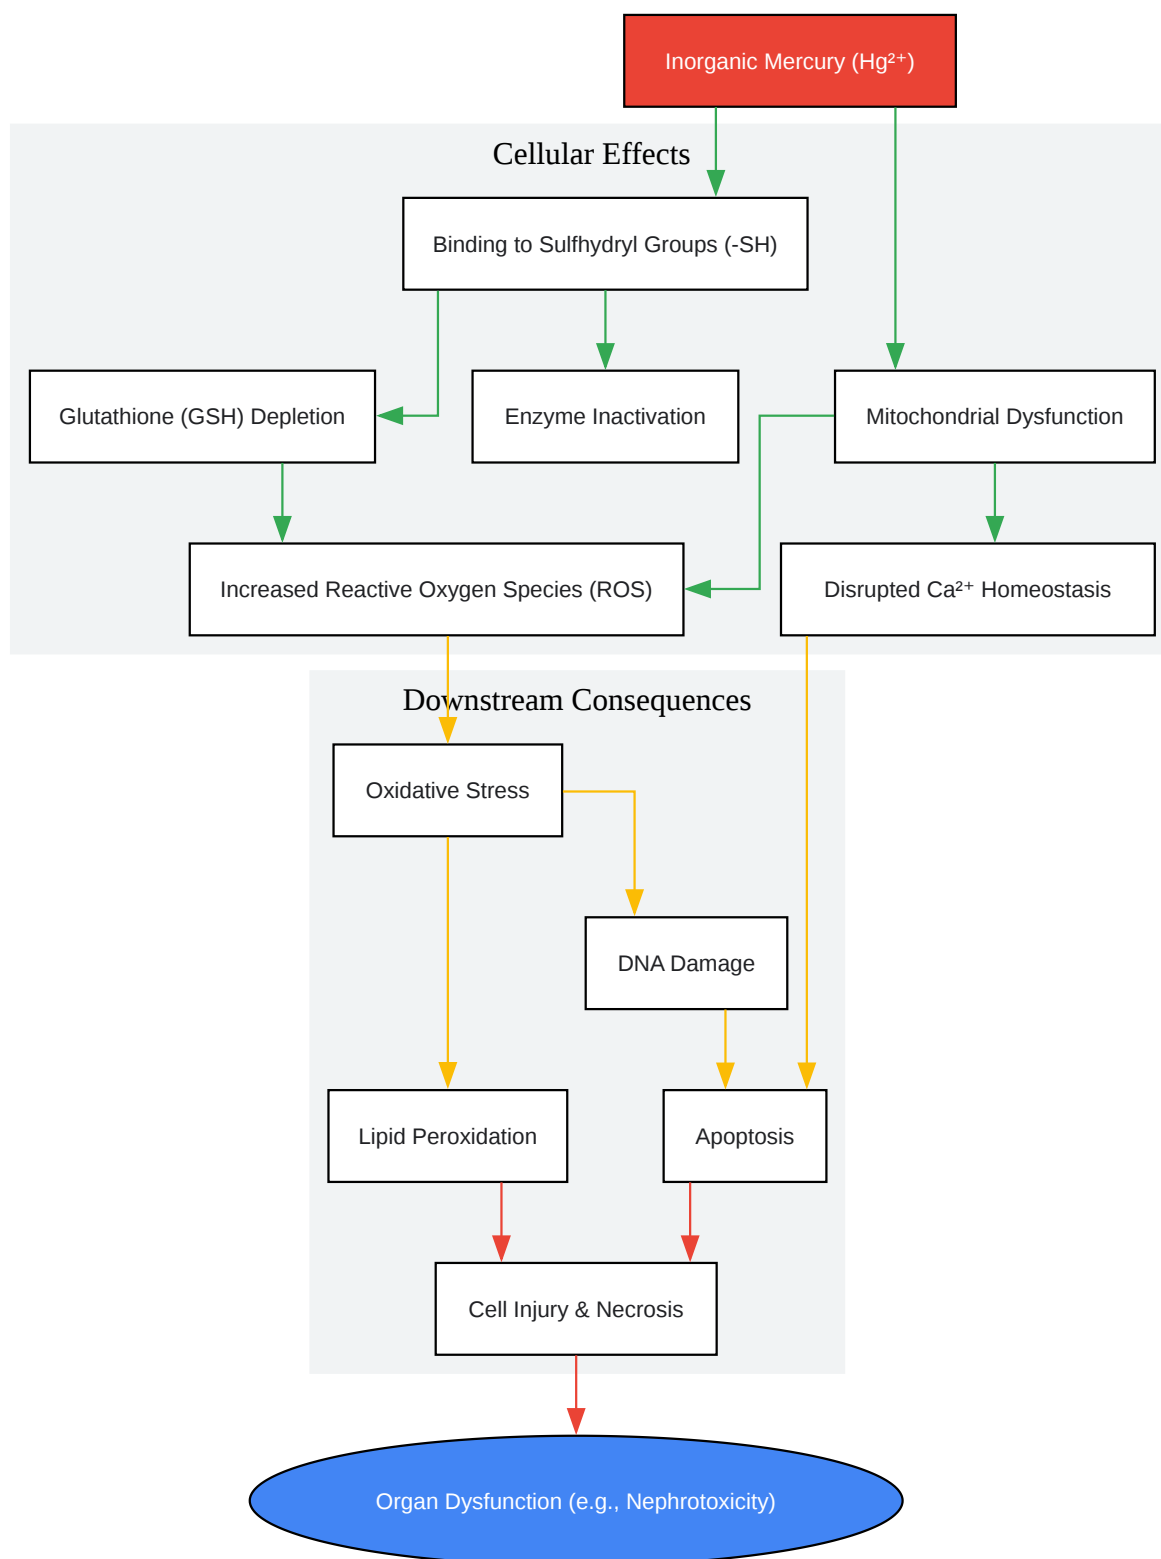 Inorganic Mercury (Hg²⁺)
Cellular Effects
Binding to Sulfhydryl Groups (-SH)
Glutathione (GSH) Depletion
Enzyme Inactivation
Mitochondrial Dysfunction
Increased Reactive Oxygen Species (ROS)
Disrupted Ca²⁺ Homeostasis
Downstream Consequences
Oxidative Stress
DNA Damage
Lipid Peroxidation
Apoptosis
Cell Injury & Necrosis
Organ Dysfunction (e.g., Nephrotoxicity)